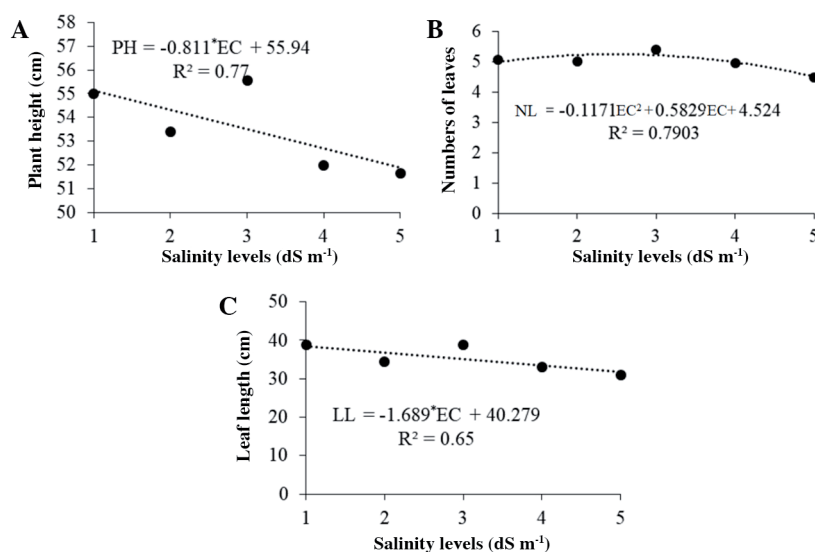 A
58
57
56
55
54
53
52
51
50
PH = -0.811*EC + 55.94
R² = 0.77
Plant height (cm)
1 2 3 4 5
Salinity levels (dS m⁻¹)
B
6
5
4
3
2
1
0
NL = -0.1171EC²+0.5829EC+4.524
R² = 0.7903
Numbers of leaves
1 2 3 4 5
Salinity levels (dS m⁻¹)
C
50
40
30
20
10
0
LL = -1.689*EC + 40.279
R² = 0.65
Leaf length (cm)
1 2 3 4 5
Salinity levels (dS m⁻¹)